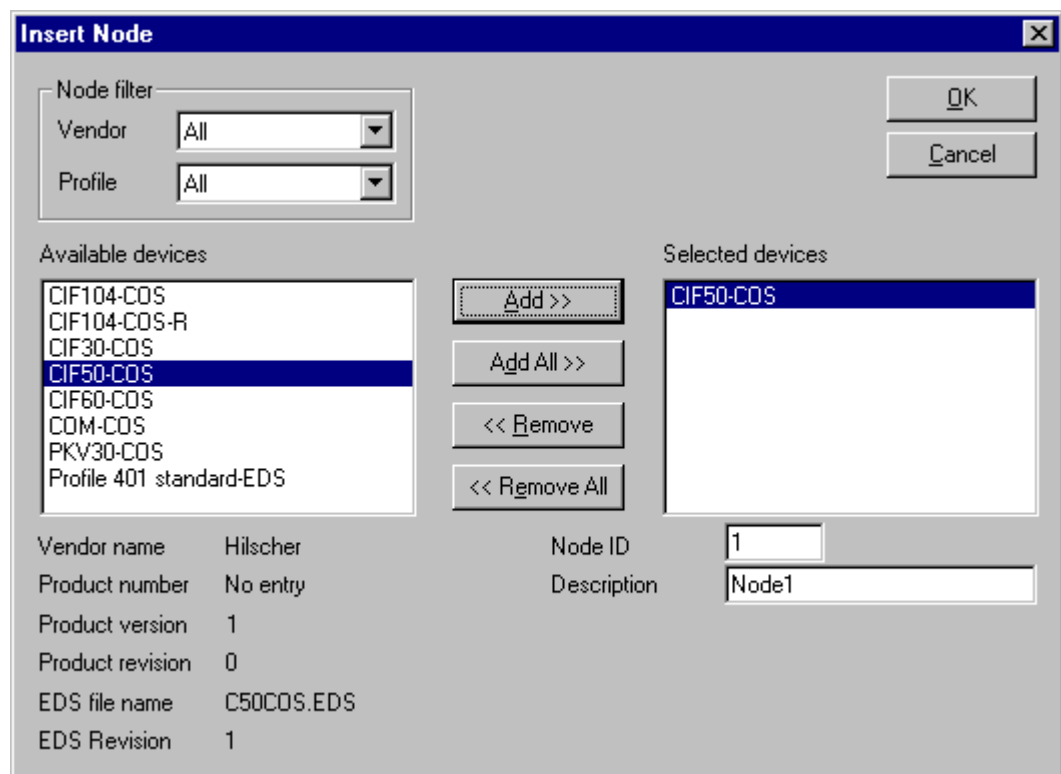 Insert Node
Node filter
Vendor All
Profile All
OK
Cancel
Available devices
CIF104-COS
CIF104-COS-R
CIF30-COS
CIF50-COS
CIF60-COS
COM-COS
PKV30-COS
Profile 401 standard-EDS
Add >>
Add All >>
<< Remove
<< Remove All
Selected devices
CIF50-COS
Vendor name Hilscher
Product number No entry
Product version 1
Product revision 0
EDS file name C50COS.EDS
EDS Revision 1
Node ID 1
Description Node1